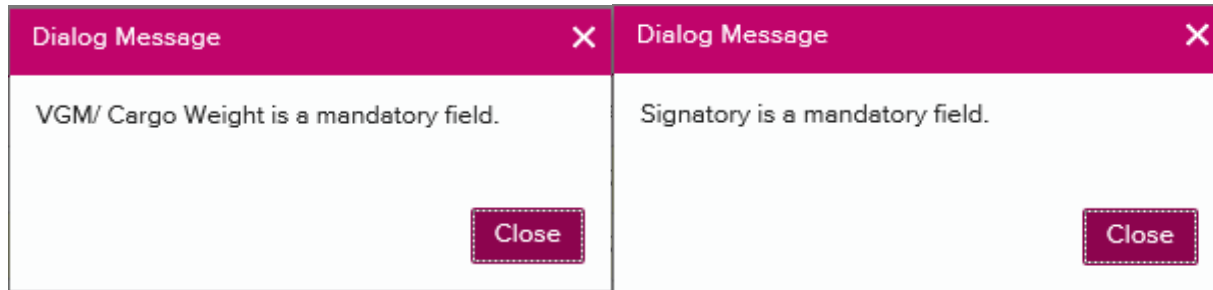 Dialog Message
VGM/ Cargo Weight is a mandatory field.
Close
Dialog Message
Signatory is a mandatory field.
Close